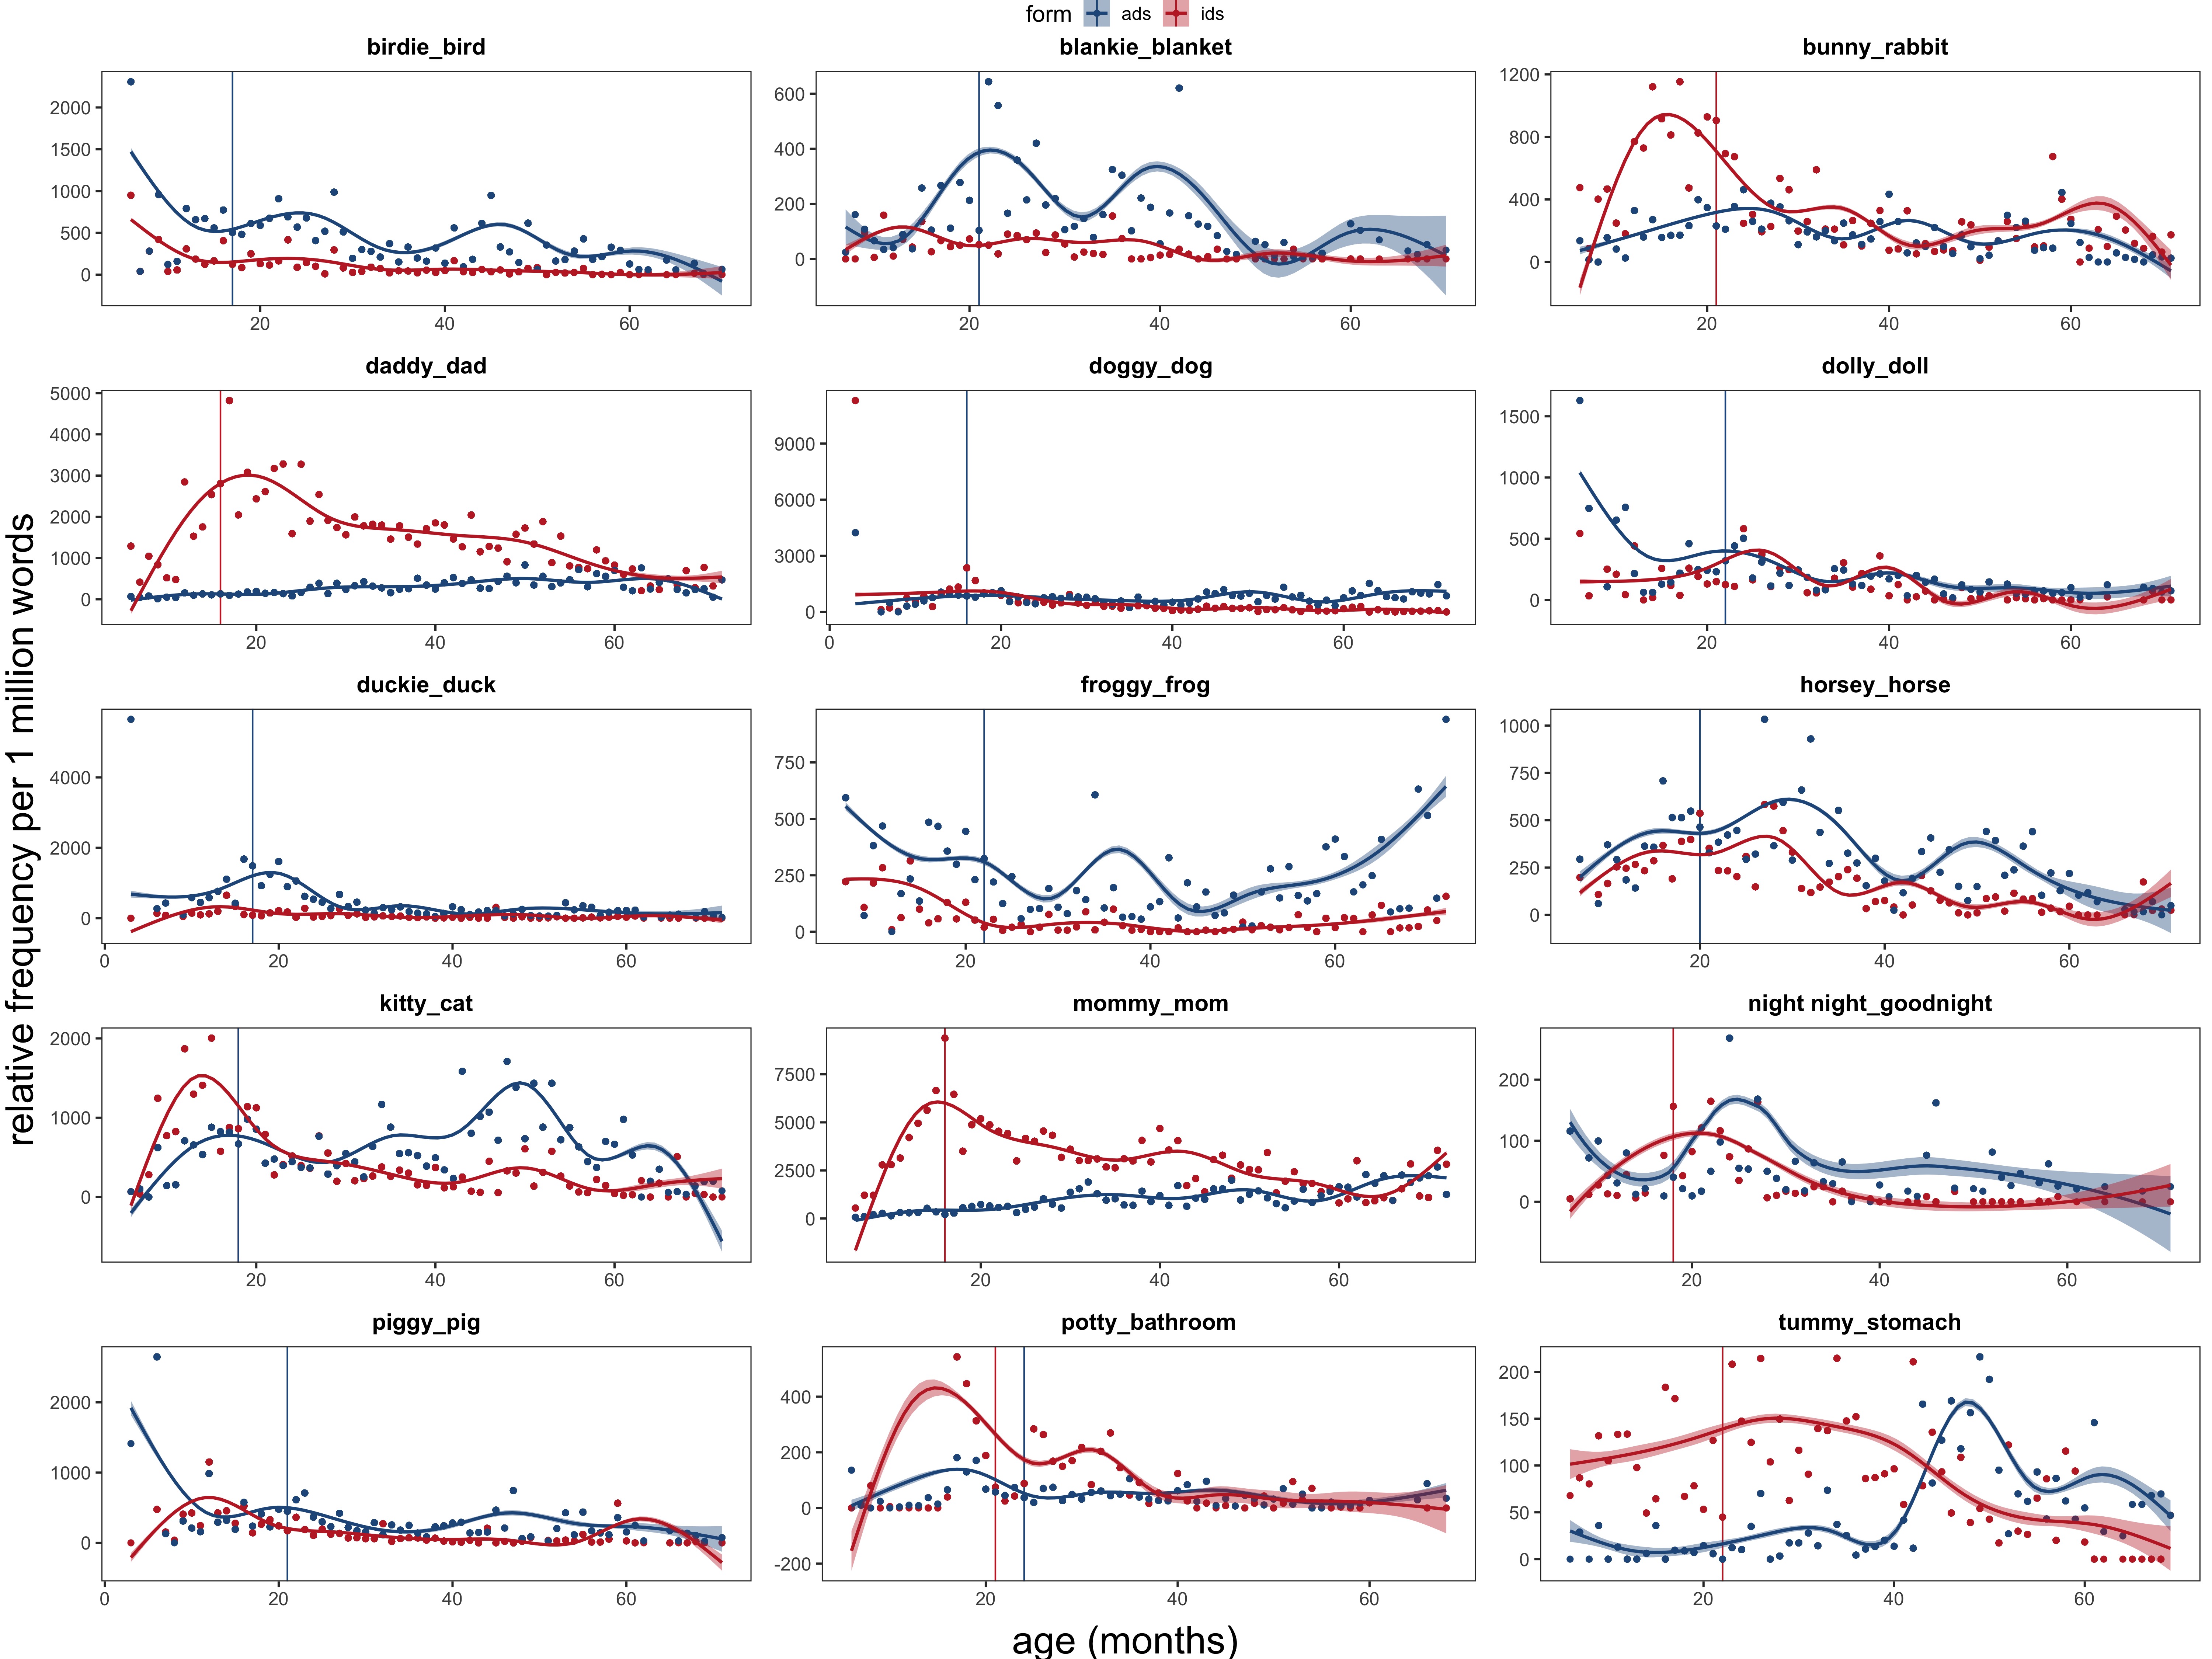 form ads ids
birdie_bird blankie_blanket bunny_rabbit
2000
1500
1000
500
0
20 40 60
600
400
200
0
20 40 60
1200
800
400
0
20 40 60
daddy_dad doggy_dog dolly_doll
5000
4000
3000
2000
1000
0
20 40 60
9000
6000
3000
0
0 20 40 60
1500
1000
500
0
20 40 60
relative frequency per 1 million words
duckie_duck froggy_frog horsey_horse
4000
2000
0
0 20 40 60
750
500
250
0
20 40 60
1000
750
500
250
0
20 40 60
kitty_cat mommy_mom night night_goodnight
2000
1000
0
20 40 60
7500
5000
2500
0
20 40 60
200
100
0
20 40 60
piggy_pig potty_bathroom tummy_stomach
2000
1000
0
0 20 40 60
400
200
0
-200
20 40 60
200
150
100
50
0
20 40 60
age (months)